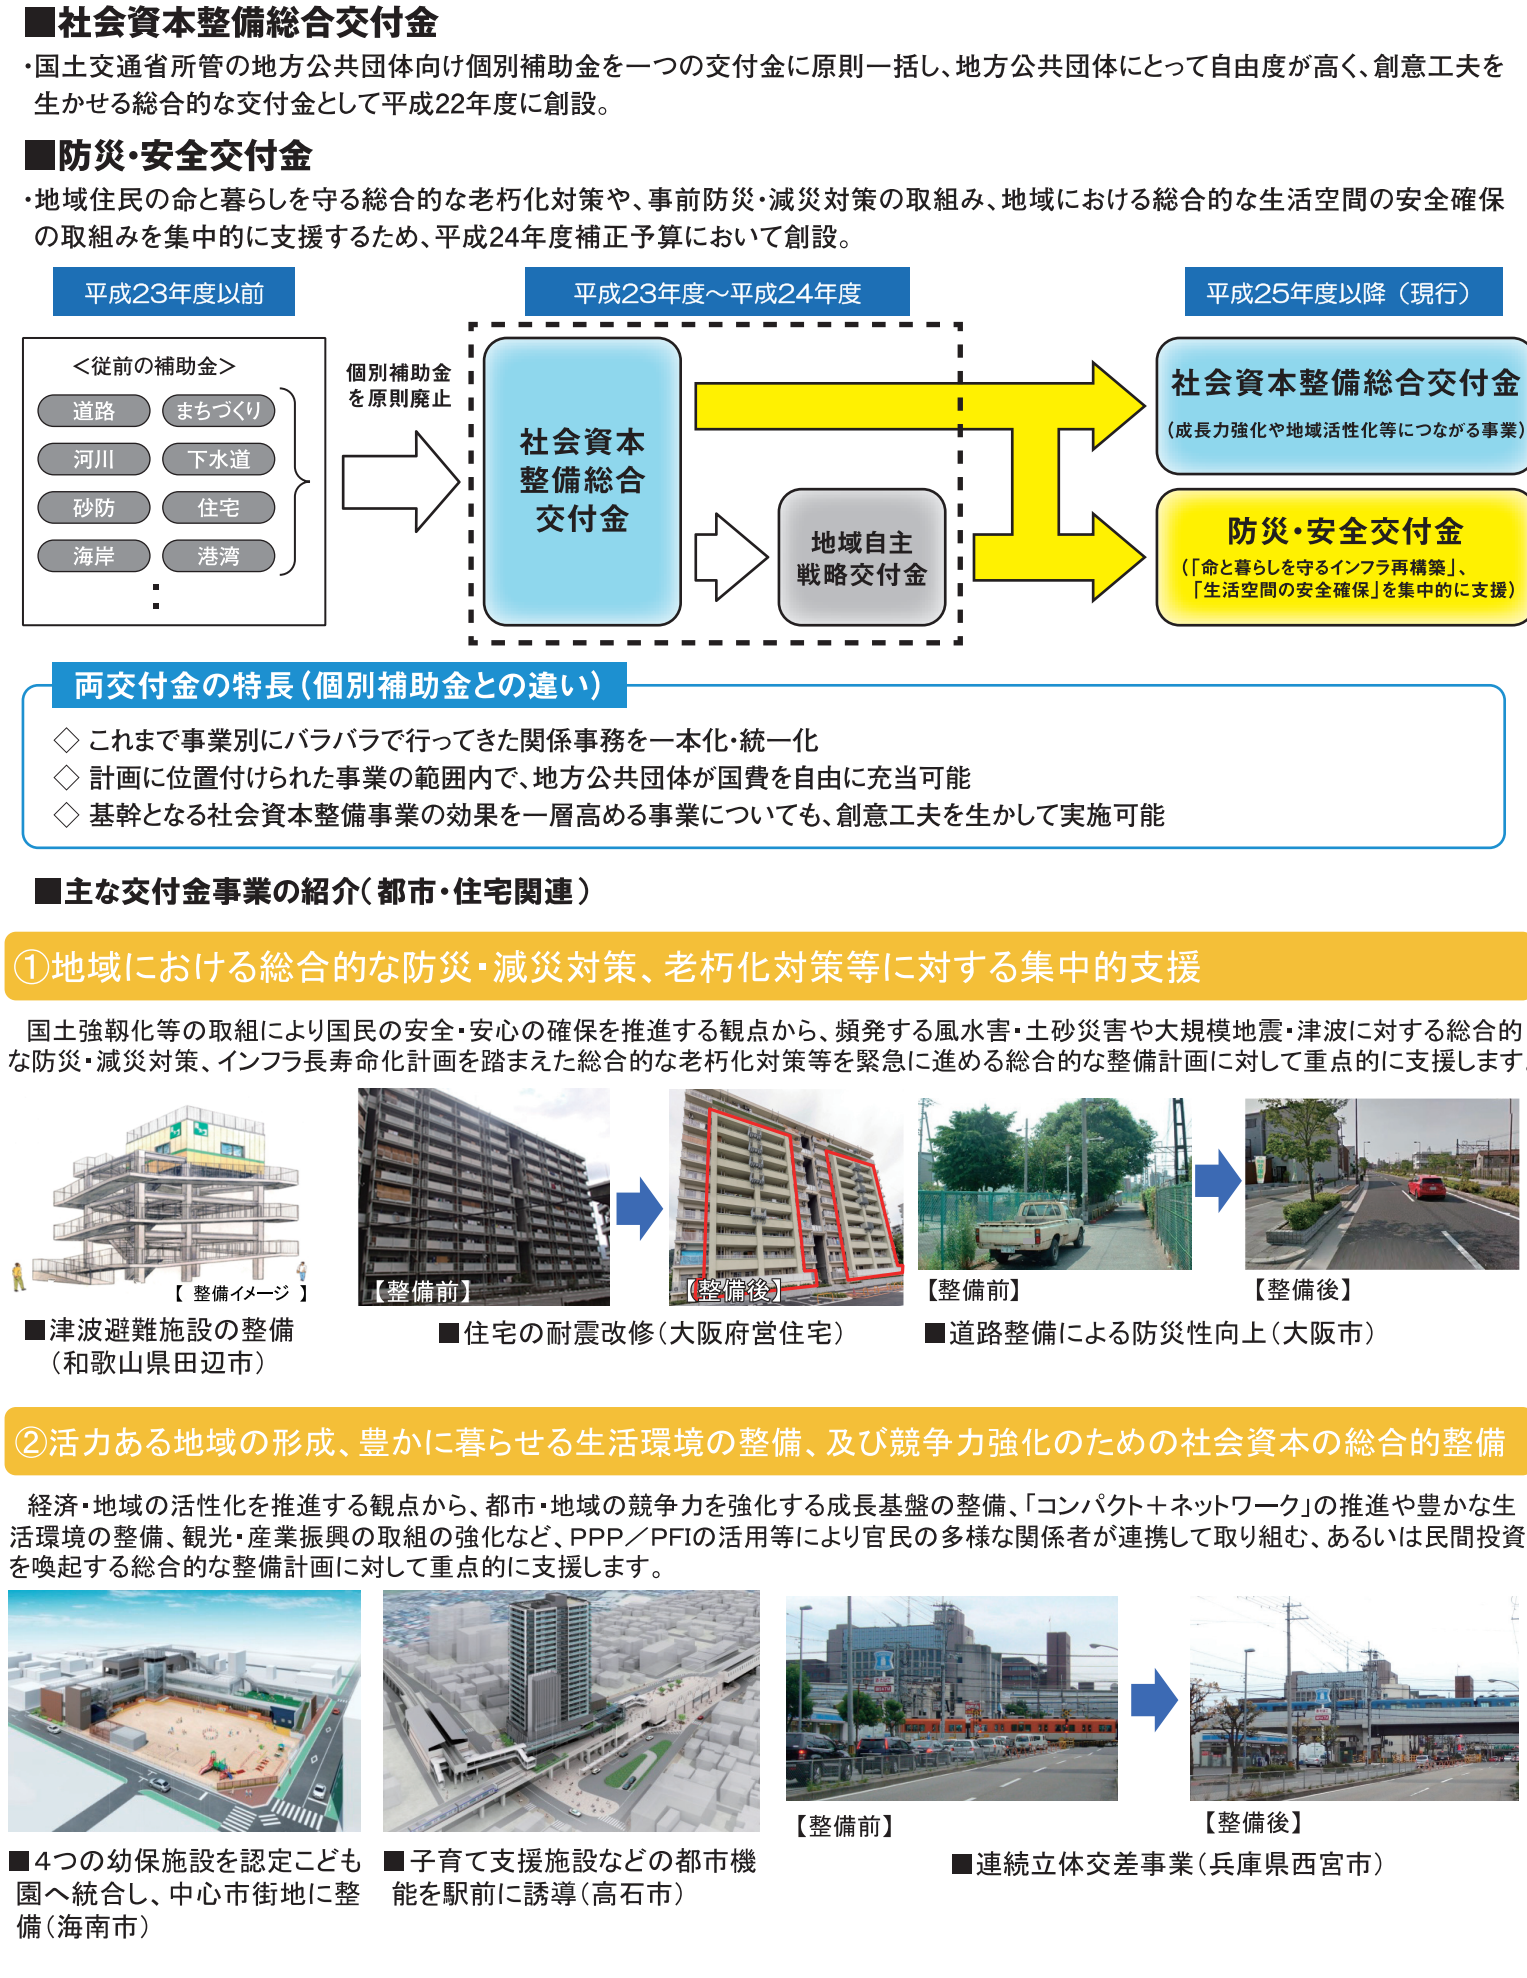 ■社会資本整備総合交付金
・国土交通省所管の地方公共団体向け個別補助金を一つの交付金に原則一括し、地方公共団体にとって自由度が高く、創意工夫を
生かせる総合的な交付金として平成22年度に創設。
■防災・安全交付金
・地域住民の命と暮らしを守る総合的な老朽化対策や、事前防災・減災対策の取組み、地域における総合的な生活空間の安全確保
の取組みを集中的に支援するため、平成24年度補正予算において創設。
平成23年度以前
平成23年度～平成24年度
平成25年度以降（現行）
＜従前の補助金＞
道路
まちづくり
河川
下水道
砂防
住宅
海岸
港湾
：
個別補助金
を原則廃止
社会資本
整備総合
交付金
地域自主
戦略交付金
社会資本整備総合交付金
（成長力強化や地域活性化等につながる事業）
防災・安全交付金
（「命と暮らしを守るインフラ再構築」、
「生活空間の安全確保」を集中的に支援）
両交付金の特長（個別補助金との違い）
◇ これまで事業別にバラバラで行ってきた関係事務を一本化・統一化
◇ 計画に位置付けられた事業の範囲内で、地方公共団体が国費を自由に充当可能
◇ 基幹となる社会資本整備事業の効果を一層高める事業についても、創意工夫を生かして実施可能
■主な交付金事業の紹介（都市・住宅関連）
①地域における総合的な防災・減災対策、老朽化対策等に対する集中的支援
国土強靱化等の取組により国民の安全・安心の確保を推進する観点から、頻発する風水害・土砂災害や大規模地震・津波に対する総合的
な防災・減災対策、インフラ長寿命化計画を踏まえた総合的な老朽化対策等を緊急に進める総合的な整備計画に対して重点的に支援します。
【 整備イメージ 】
【整備前】
【整備後】
【整備前】
【整備後】
■津波避難施設の整備
（和歌山県田辺市）
■住宅の耐震改修（大阪府営住宅）
■道路整備による防災性向上（大阪市）
②活力ある地域の形成、豊かに暮らせる生活環境の整備、及び競争力強化のための社会資本の総合的整備
経済・地域の活性化を推進する観点から、都市・地域の競争力を強化する成長基盤の整備、「コンパクト＋ネットワーク」の推進や豊かな生
活環境の整備、観光・産業振興の取組の強化など、PPP／PFIの活用等により官民の多様な関係者が連携して取り組む、あるいは民間投資
を喚起する総合的な整備計画に対して重点的に支援します。
【整備前】
【整備後】
■4つの幼保施設を認定こども
園へ統合し、中心市街地に整
備（海南市）
■子育て支援施設などの都市機
能を駅前に誘導（高石市）
■連続立体交差事業（兵庫県西宮市）